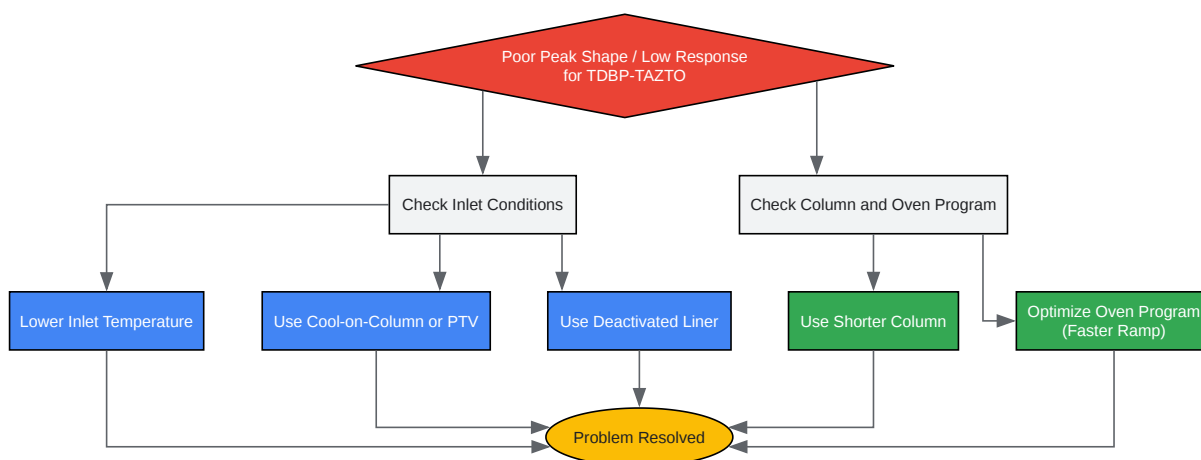 Poor Peak Shape / Low Response
for TDBP-TAZTO
Check Inlet Conditions
Check Column and Oven Program
Lower Inlet Temperature
Use Cool-on-Column or PTV
Use Deactivated Liner
Use Shorter Column
Optimize Oven Program
(Faster Ramp)
Problem Resolved